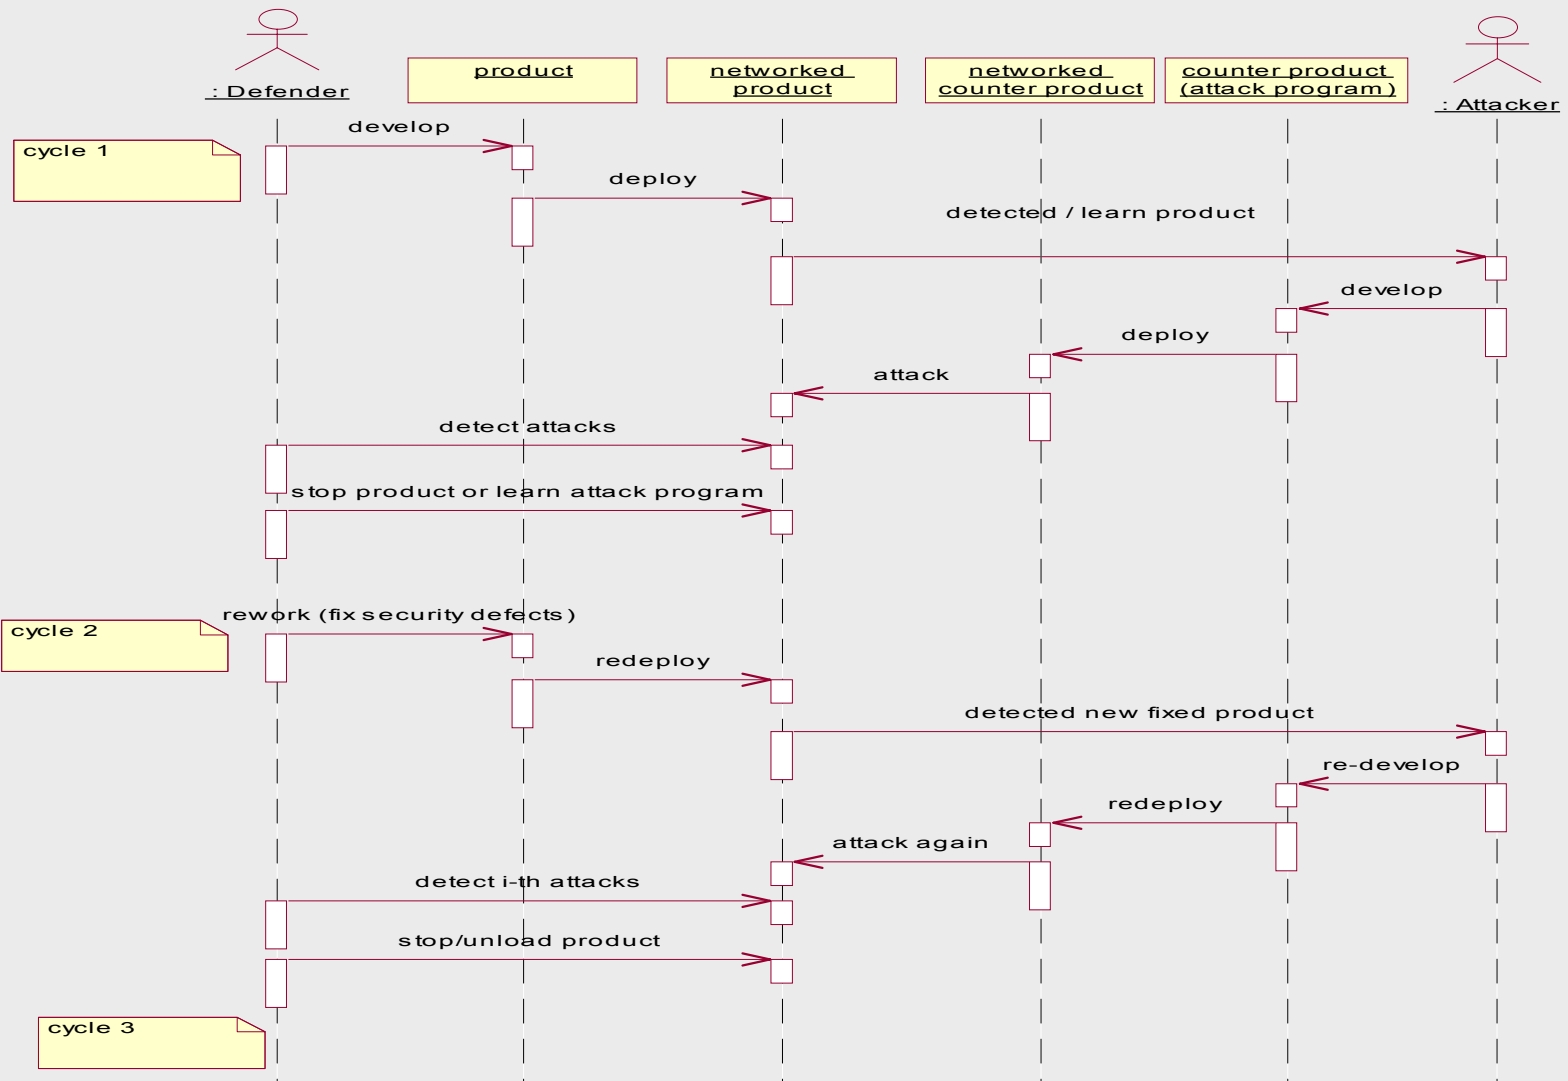 : Defender
product
networked
product
networked
counter product
counter product
(attack program)
: Attacker
cycle 1
develop
deploy
detected / learn product
develop
deploy
attack
detect attacks
stop product or learn attack program
cycle 2
rework (fix security defects)
redeploy
detected new fixed product
re-develop
redeploy
attack again
detect i-th attacks
stop/unload product
cycle 3